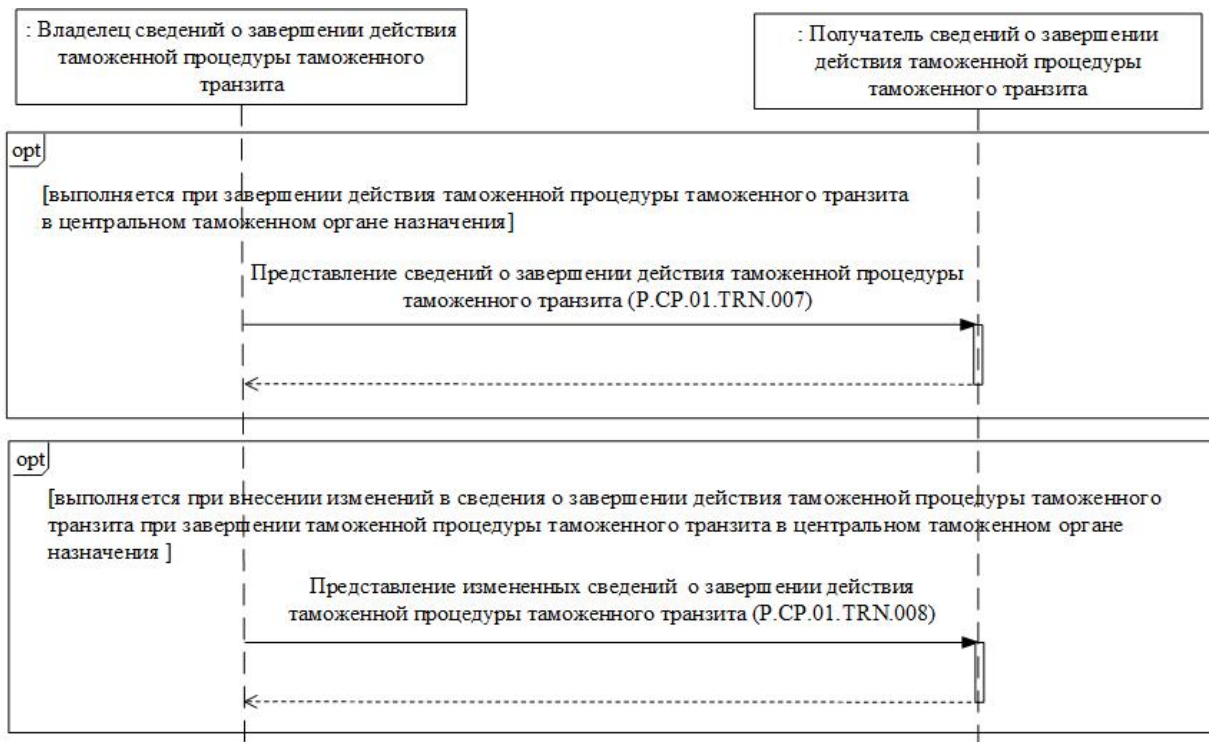 : Владелец сведений о завершении действия
таможенной процедуры таможенного
транзита
: Получатель сведений о завершении
действия таможенной процедуры
таможенного транзита
opt
[выполняется при завершении действия таможенной процедуры таможенного транзита
в центральном таможенном органе назначения]
Представление сведений о завершении действия таможенной процедуры
таможенного транзита (P.CP.01.TRN.007)
opt
[выполняется при внесении изменений в сведения о завершении действия таможенной процедуры таможенного
транзита при завершении таможенной процедуры таможенного транзита в центральном таможенном органе
назначения ]
Представление измененных сведений о завершении действия
таможенной процедуры таможенного транзита (P.CP.01.TRN.008)